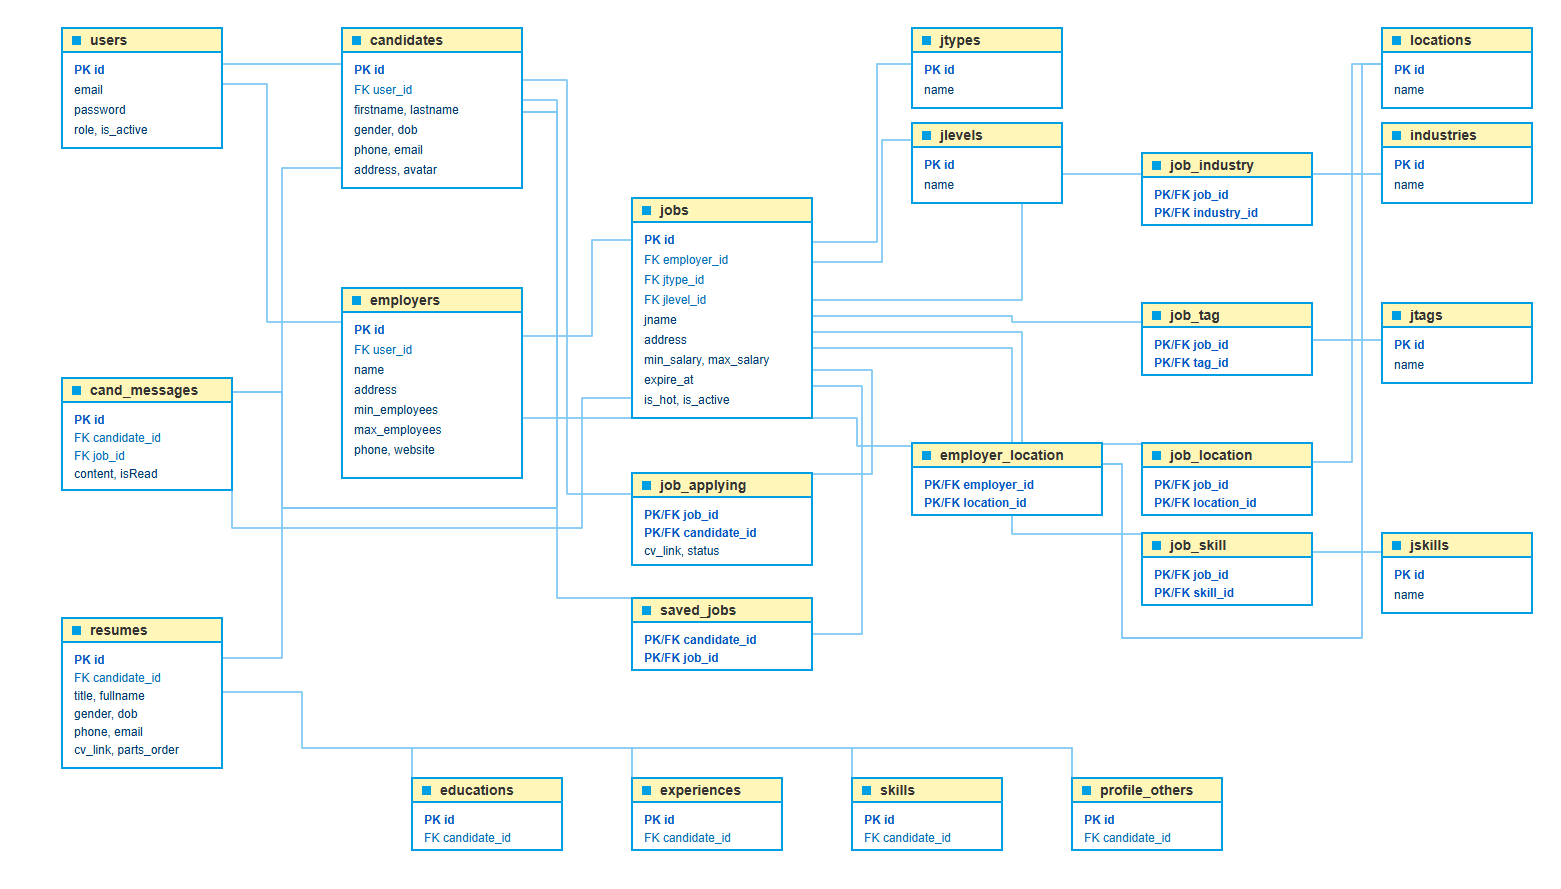 users
PK id
email
password
role, is_active
candidates
PK id
FK user_id
firstname, lastname
gender, dob
phone, email
address, avatar
jtypes
PK id
name
locations
PK id
name
jlevels
PK id
name
industries
PK id
name
job_industry
PK/FK job_id
PK/FK industry_id
jobs
PK id
FK employer_id
FK jtype_id
FK jlevel_id
jname
address
min_salary, max_salary
expire_at
is_hot, is_active
employers
PK id
FK user_id
name
address
min_employees
max_employees
phone, website
job_tag
PK/FK job_id
PK/FK tag_id
jtags
PK id
name
cand_messages
PK id
FK candidate_id
FK job_id
content, isRead
employer_location
PK/FK employer_id
PK/FK location_id
job_location
PK/FK job_id
PK/FK location_id
job_applying
PK/FK job_id
PK/FK candidate_id
cv_link, status
job_skill
PK/FK job_id
PK/FK skill_id
jskills
PK id
name
saved_jobs
PK/FK candidate_id
PK/FK job_id
resumes
PK id
FK candidate_id
title, fullname
gender, dob
phone, email
cv_link, parts_order
educations
PK id
FK candidate_id
experiences
PK id
FK candidate_id
skills
PK id
FK candidate_id
profile_others
PK id
FK candidate_id